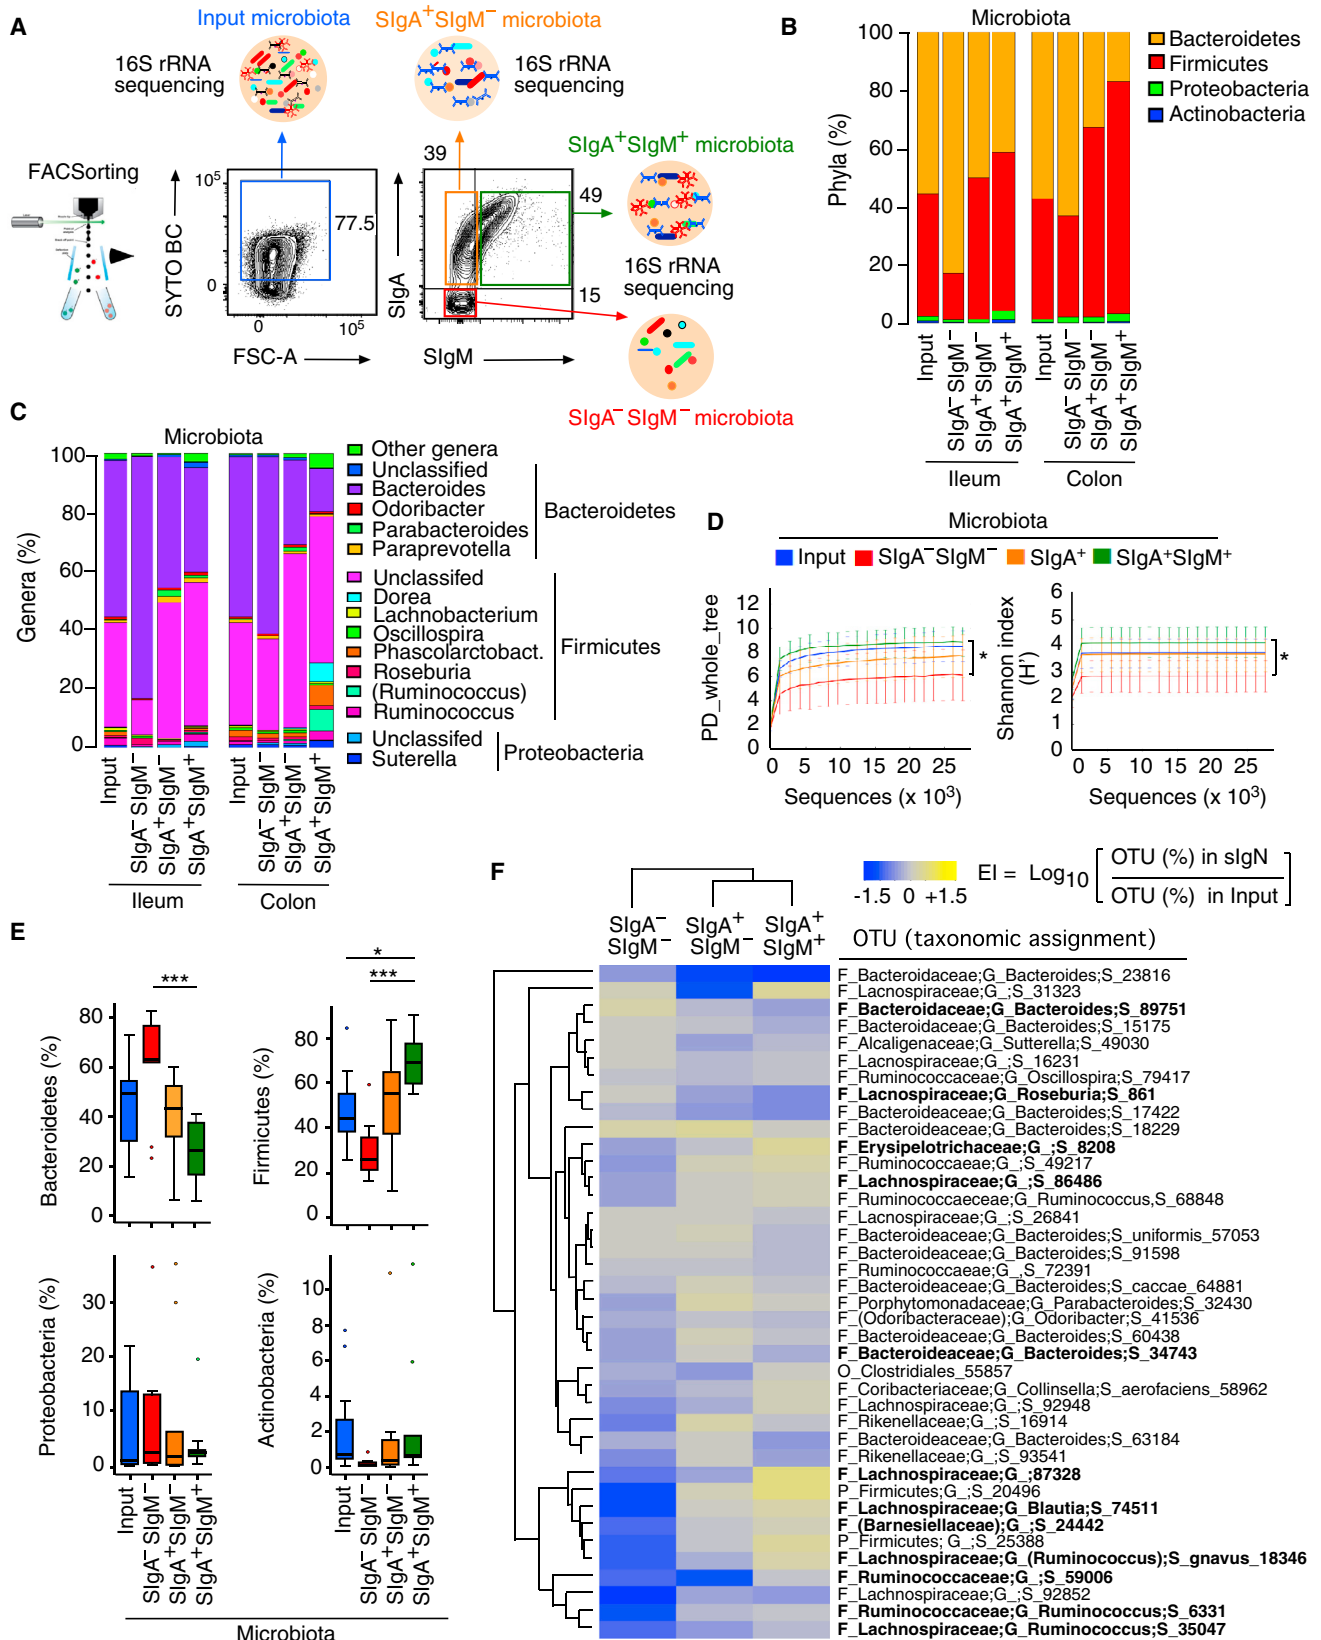 A
Input microbiota
SIgA+SIgM− microbiota
16S rRNA
sequencing
16S rRNA
sequencing
SIgA+SIgM+ microbiota
FACSorting
SYTO BC
10^5
0
77.5
0
10^5
FSC-A
SIgA
39
49
15
SIgM
16S rRNA
sequencing
SIgA− SIgM− microbiota
B
Microbiota
Phyla (%)
100
80
60
40
20
0
Bacteroidetes
Firmicutes
Proteobacteria
Actinobacteria
Input
SIgA− SIgM−
SIgA+SIgM−
SIgA+SIgM+
Input
SIgA− SIgM−
SIgA+SIgM−
SIgA+SIgM+
Ileum
Colon
C
Microbiota
Genera (%)
100
80
60
40
20
0
Other genera
Unclassified
Bacteroides
Odoribacter
Parabacteroides
Paraprevotella
Bacteroidetes
Unclassifed
Dorea
Lachnobacterium
Oscillospira
Phascolarctobact.
Roseburia
(Ruminococcus)
Ruminococcus
Firmicutes
Unclassifed
Suterella
Proteobacteria
Input
SIgA− SIgM−
SIgA+SIgM−
SIgA+SIgM+
Input
SIgA− SIgM−
SIgA+SIgM−
SIgA+SIgM+
Ileum
Colon
D
Microbiota
Input
SIgA−SIgM−
SIgA+
SIgA+SIgM+
PD_whole_tree
12
10
8
6
4
2
0
0 5 10 15 20 25
Sequences (x 10^3)
*
Shannon index
(H')
6
5
4
3
2
1
0
0 5 10 15 20 25
Sequences (x 10^3)
*
E
Bacteroidetes (%)
80
60
40
20
0
***
Firmicutes (%)
80
60
40
20
0
*
***
Proteobacteria (%)
30
20
10
0
Actinobacteria (%)
10
8
6
4
2
0
Input
SIgA− SIgM−
SIgA+SIgM−
SIgA+SIgM+
Input
SIgA− SIgM−
SIgA+SIgM−
SIgA+SIgM+
Microbiota
F
-1.5 0 +1.5
EI = Log10
OTU (%) in sIgN
OTU (%) in Input
SIgA−
SIgM−
SIgA+
SIgM−
SIgA+
SIgM+
OTU (taxonomic assignment)
F_Bacteroidaceae;G_Bacteroides;S_23816
F_Lacnospiraceae;G_;S_31323
F_Bacteroidaceae;G_Bacteroides;S_89751
F_Bacteroidaceae;G_Bacteroides;S_15175
F_Alcaligenaceae;G_Sutterella;S_49030
F_Lacnospiraceae;G_;S_16231
F_Ruminococcaceae;G_Oscillospira;S_79417
F_Lacnospiraceae;G_Roseburia;S_861
F_Bacteroideceae;G_Bacteroides;S_17422
F_Bacteroideceae;G_Bacteroides;S_18229
F_Erysipelotrichaceae;G_;S_8208
F_Ruminococcaeae;G_;S_49217
F_Lachnospiraceae;G_;S_86486
F_Ruminococcaeceae;G_Ruminococcus,S_68848
F_Lacnospiraceae;G_;S_26841
F_Bacteroideaceae;G_Bacteroides;S_uniformis_57053
F_Bacteroideaceae;G_Bacteroides;S_91598
F_Ruminococcaceae;G_,S_72391
F_Bacteroideaceae;G_Bacteroides;S_caccae_64881
F_Porphytomonadaceae;G_Parabacteroides;S_32430
F_(Odoribacteraceae);G_Odoribacter;S_41536
F_Bacteroideaceae;G_Bacteroides;S_60438
F_Bacteroideaceae;G_Bacteroides;S_34743
O_Clostridiales_55857
F_Coribacteriaceae;G_Collinsella;S_aerofaciens_58962
F_Lachnospiraceae;G_;S_92948
F_Rikenellaceae;G_;S_16914
F_Bacteroideaceae;G_Bacteroides;S_63184
F_Rikenellaceae;G_;S_93541
F_Lachnospiraceae;G_;87328
P_Firmicutes;G_;S_20496
F_Lachnospiraceae;G_Blautia;S_74511
F_(Barnesiellaceae);G_;S_24442
P_Firmicutes; G_;S_25388
F_Lachnospiraceae;G_(Ruminococcus);S_gnavus_18346
F_Ruminococcaceae;G_;S_59006
F_Lachnospiraceae;G_;S_92852
F_Ruminococcaceae;G_Ruminococcus;S_6331
F_Lachnospiraceae;G_Ruminococcus;S_35047